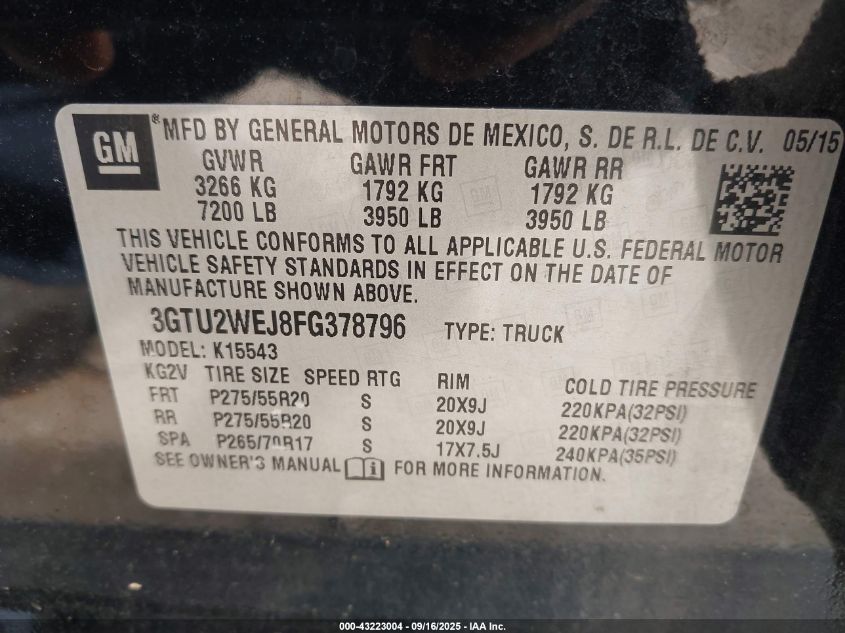 GM ® MFD BY GENERAL MOTORS DE MEXICO, S. DE R.L. DE C.V. 05/15
GVWR GAWR FRT GAWR RR
3266 KG 1792 KG 1792 KG
7200 LB 3950 LB 3950 LB
THIS VEHICLE CONFORMS TO ALL APPLICABLE U.S. FEDERAL MOTOR
VEHICLE SAFETY STANDARDS IN EFFECT ON THE DATE OF
MANUFACTURE SHOWN ABOVE.
3GTU2WEJ8FG378796 TYPE: TRUCK
MODEL: K15543
KG2V TIRE SIZE SPEED RTG RIM COLD TIRE PRESSURE
FRT P275/55R20 S 20X9J 220KPA(32PSI)
RR P275/55R20 S 20X9J 220KPA(32PSI)
SPA P265/70R17 S 17X7.5J 240KPA(35PSI)
SEE OWNER'S MANUAL i FOR MORE INFORMATION.
000-43223004 - 09/16/2025 - IAA Inc.